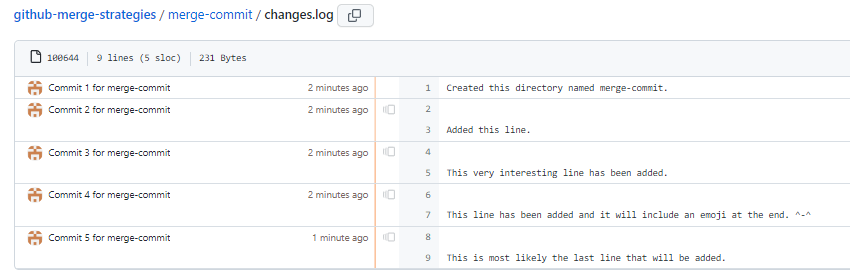 github-merge-strategies / merge-commit / changes.log
100644 9 lines (5 sloc) 231 Bytes
Commit 1 for merge-commit 2 minutes ago 1 Created this directory named merge-commit.
Commit 2 for merge-commit 2 minutes ago 2
3 Added this line.
Commit 3 for merge-commit 2 minutes ago 4
5 This very interesting line has been added.
Commit 4 for merge-commit 2 minutes ago 6
7 This line has been added and it will include an emoji at the end. ^-^
Commit 5 for merge-commit 1 minute ago 8
9 This is most likely the last line that will be added.